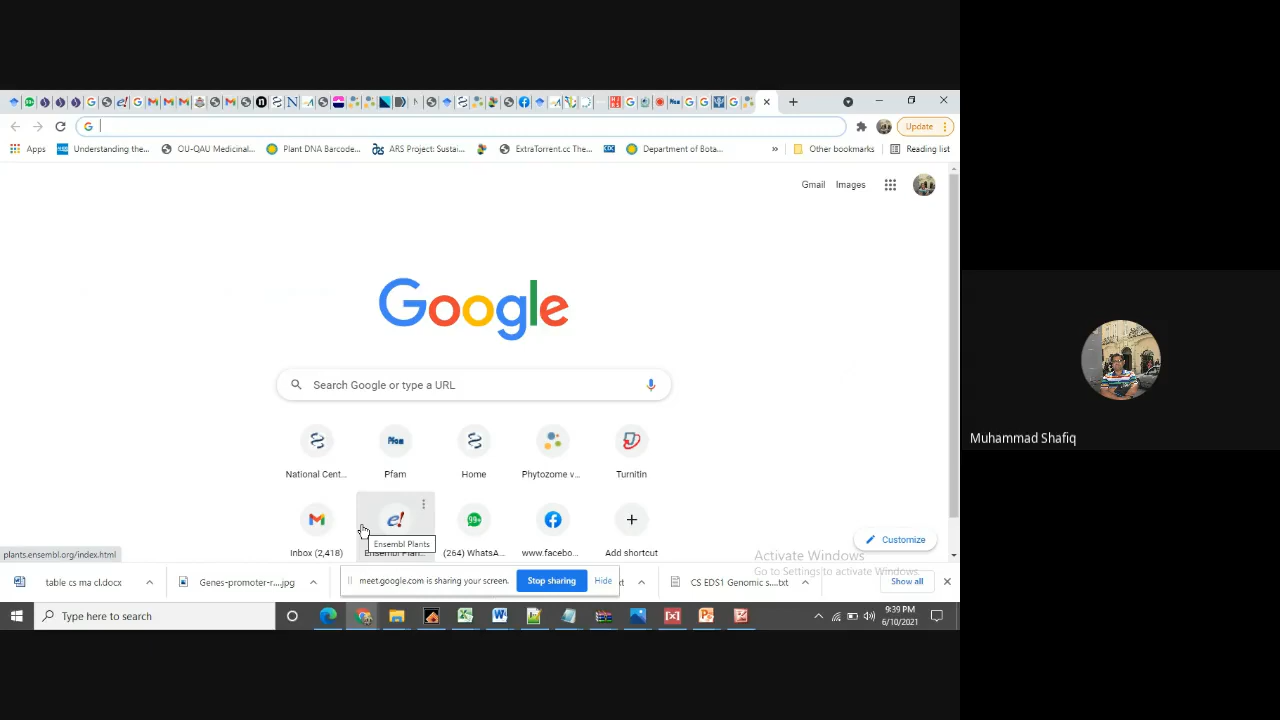 Update
Apps
Understanding the...
OU-QAU Medicinal...
Plant DNA Barcode...
ARS Project: Sustai...
ExtraTorrent.cc The...
CDC
Department of Bota...
»
Other bookmarks
Reading list
Gmail
Images
Google
Search Google or type a URL
National Cent...
Pfam
Home
Phytozome v...
Turnitin
Inbox (2,418)
Ensembl Plants
(264) WhatsA...
www.facebo...
Add shortcut
Customize
plants.ensembl.org/index.html
Activate Windows
Go to Settings to activate Windows.
table cs ma cl.docx
Genes-promoter-r....jpg
meet.google.com is sharing your screen.
Stop sharing
Hide
CS EDS1 Genomic s....txt
Show all
Type here to search
9:39 PM
6/10/2021
Muhammad Shafiq